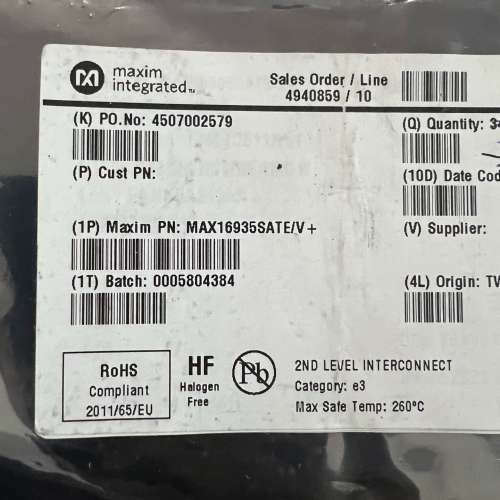 maxim
integrated™
Sales Order / Line
4940859 / 10
(K) PO.No: 4507002579
(Q) Quantity:
(P) Cust PN:
(10D) Date Cod
(1P) Maxim PN: MAX16935SATE/V+
(V) Supplier:
(1T) Batch: 0005804384
(4L) Origin: TW
RoHS
Compliant
2011/65/EU
HF
Halogen
Free
Pb
2ND LEVEL INTERCONNECT
Category: e3
Max Safe Temp: 260°C